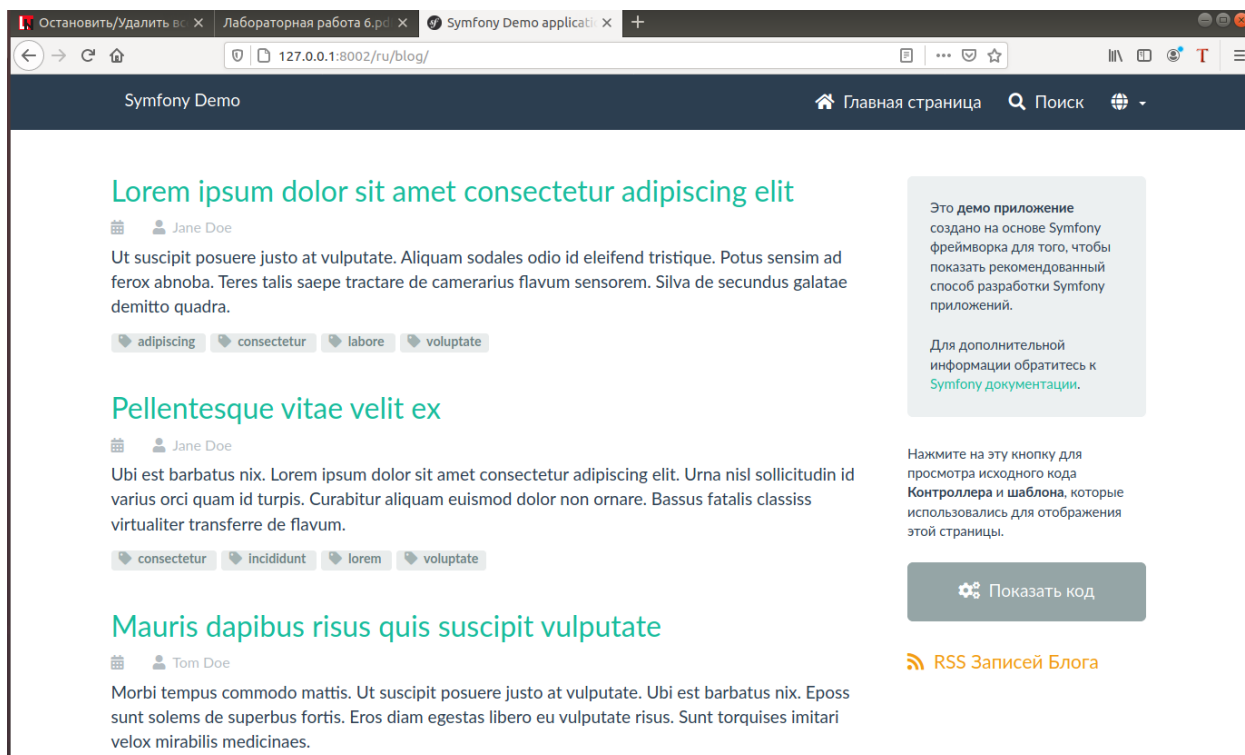 Остановить/Удалить во
Лабораторная работа 6.pd
Symfony Demo applicati
127.0.0.1:8002/ru/blog/
Symfony Demo
Главная страница
Поиск
Lorem ipsum dolor sit amet consectetur adipiscing elit
Jane Doe
Ut suscipit posuere justo at vulputate. Aliquam sodales odio id eleifend tristique. Potus sensim ad
ferox abnoba. Teres talis saepe tractare de camerarius flavum sensorem. Silva de secundus galatae
demitto quadra.
adipiscing consectetur labore voluptate
Pellentesque vitae velit ex
Jane Doe
Ubi est barbatus nix. Lorem ipsum dolor sit amet consectetur adipiscing elit. Urna nisl sollicitudin id
varius orci quam id turpis. Curabitur aliquam euismod dolor non ornare. Bassus fatalis classiss
virtualiter transferre de flavum.
consectetur incididunt lorem voluptate
Mauris dapibus risus quis suscipit vulputate
Tom Doe
Morbi tempus commodo mattis. Ut suscipit posuere justo at vulputate. Ubi est barbatus nix. Eposs
sunt solems de superbus fortis. Eros diam egestas libero eu vulputate risus. Sunt torquises imitari
velox mirabilis medicinaes.
Это демо приложение
создано на основе Symfony
фреймворка для того, чтобы
показать рекомендованный
способ разработки Symfony
приложений.
Для дополнительной
информации обратитесь к
Symfony документации.
Нажмите на эту кнопку для
просмотра исходного кода
Контроллера и шаблона, которые
использовались для отображения
этой страницы.
Показать код
RSS Записей Блога